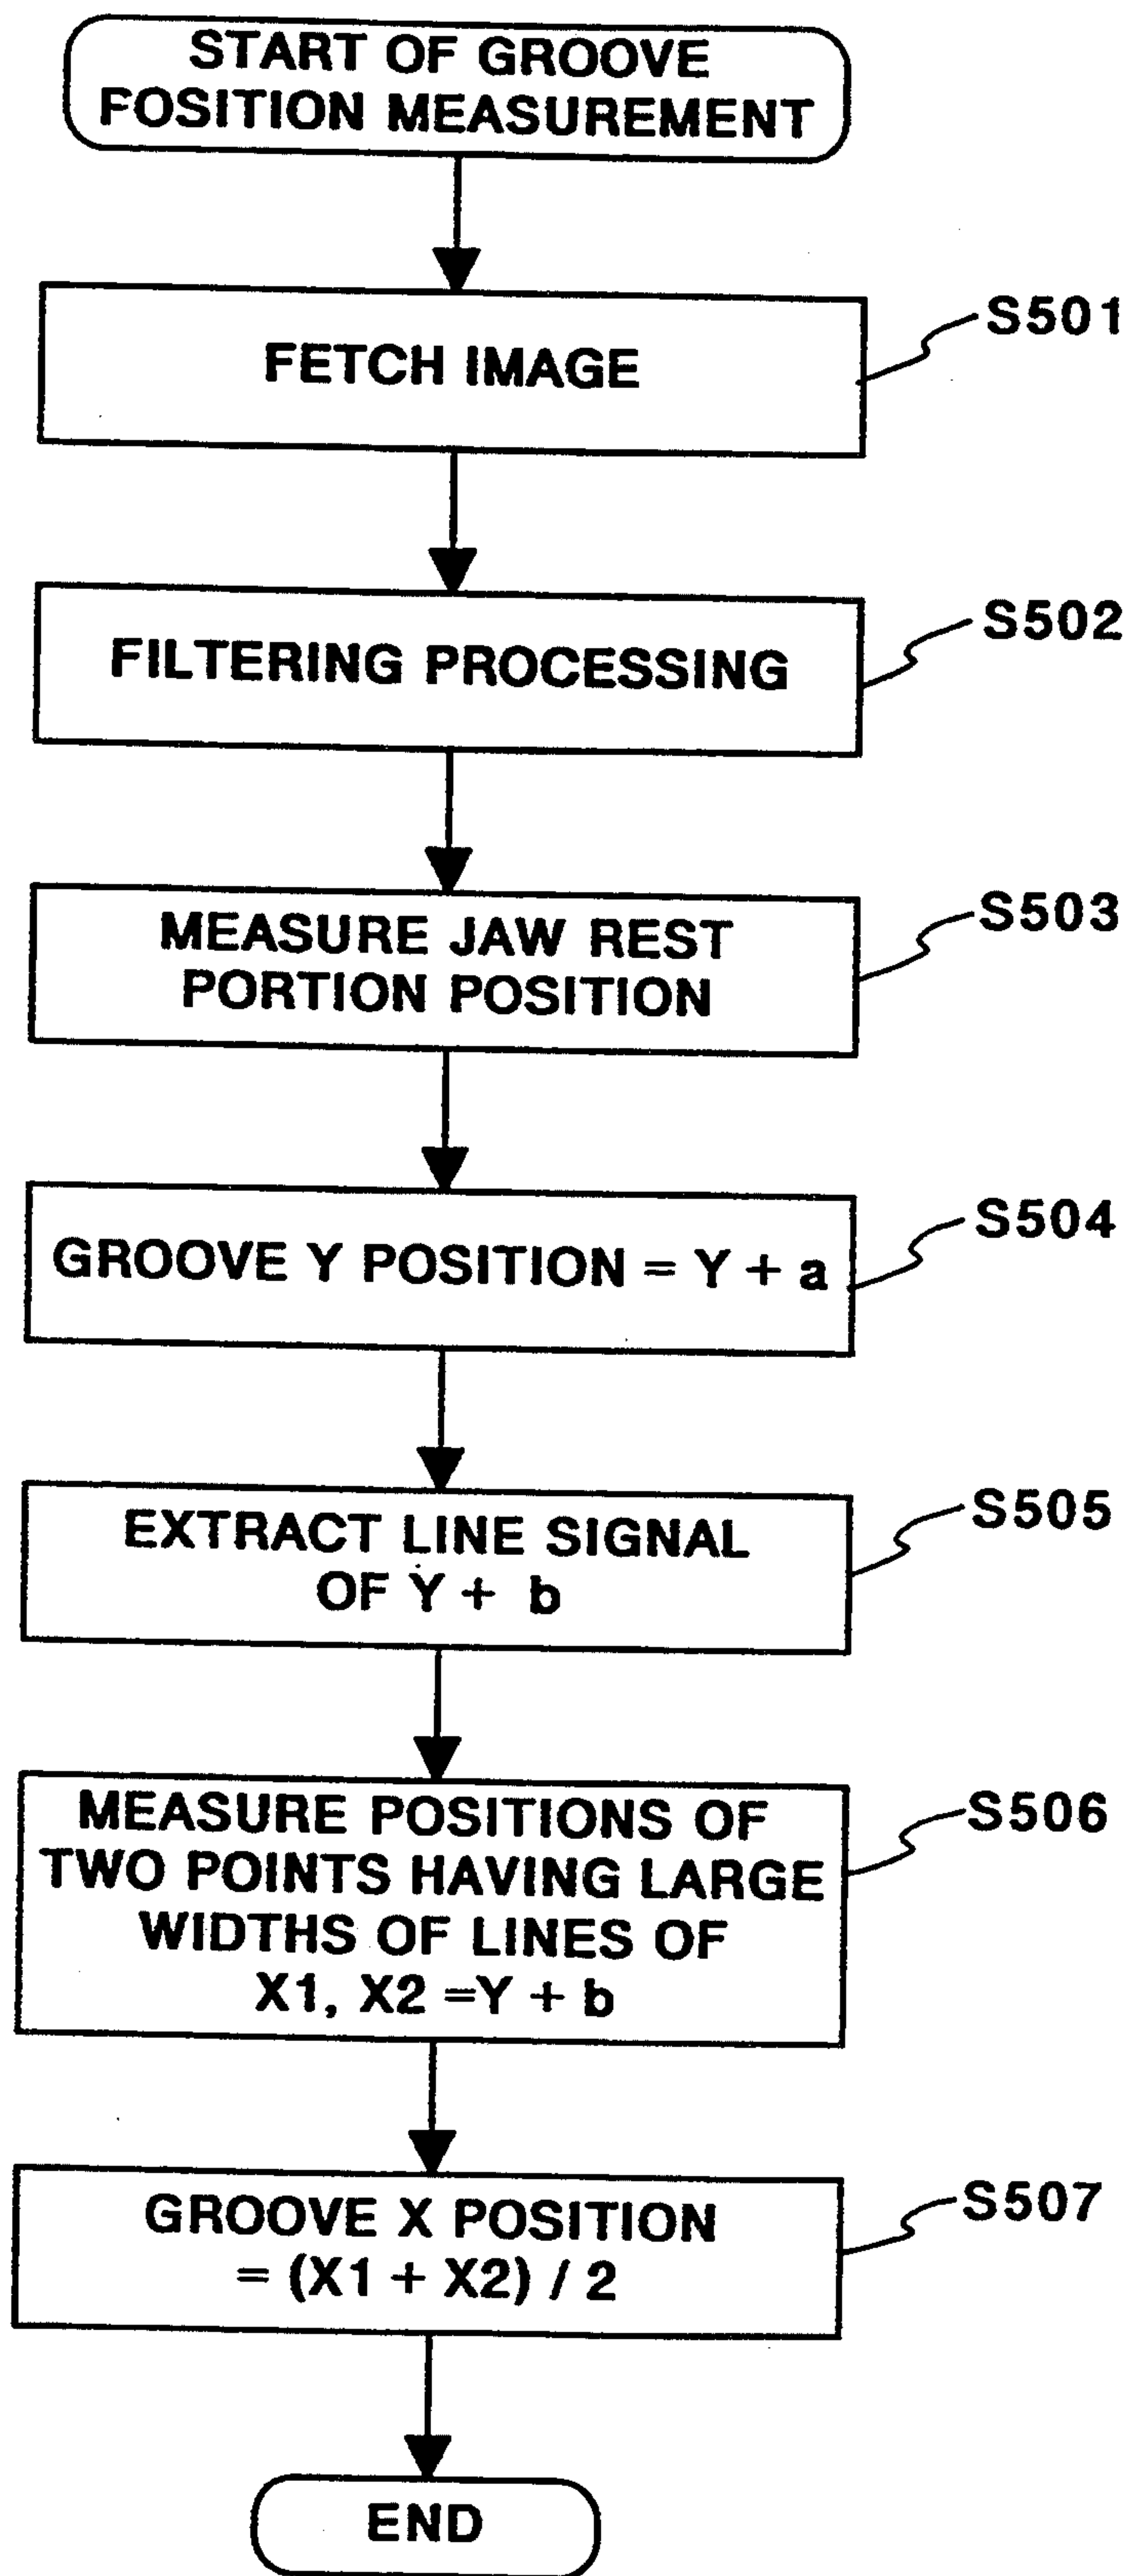 START OF GROOVE
POSITION MEASUREMENT
FETCH IMAGE
S501
FILTERING PROCESSING
S502
MEASURE JAW REST
PORTION POSITION
S503
GROOVE Y POSITION = Y + a
S504
EXTRACT LINE SIGNAL
OF Y + b
S505
MEASURE POSITIONS OF
TWO POINTS HAVING LARGE
WIDTHS OF LINES OF
X1, X2 =Y + b
S506
GROOVE X POSITION
= (X1 + X2) / 2
S507
END